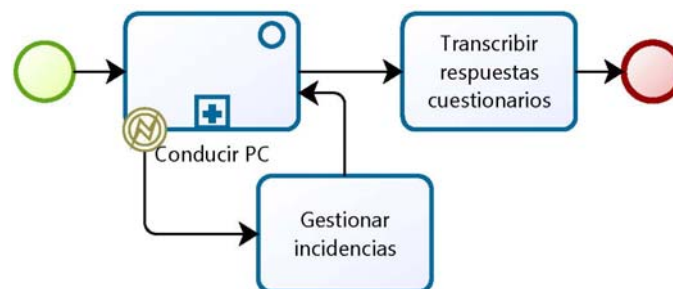 Transcribir
respuestas
cuestionarios
Conducir PC
Gestionar
incidencias